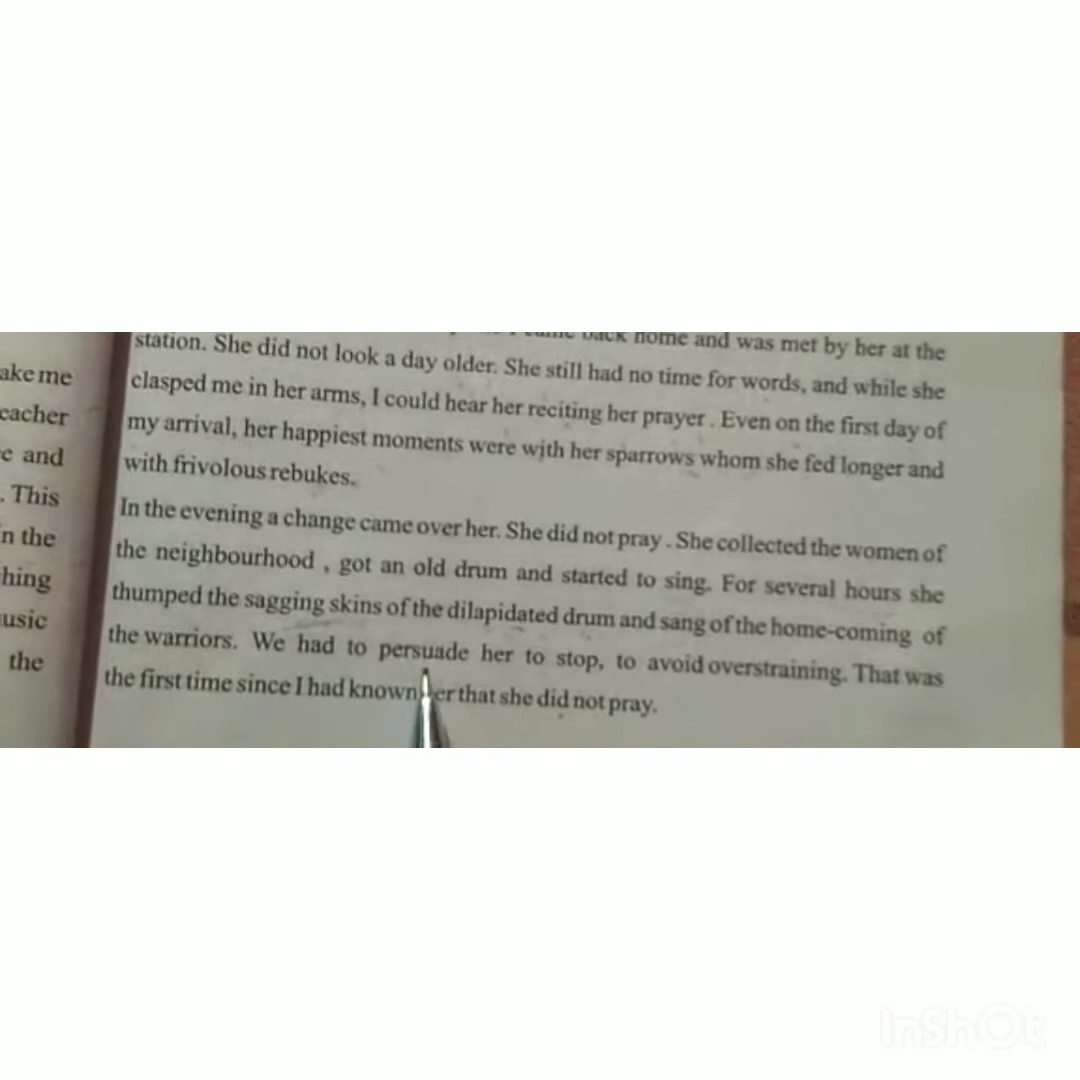 ake me
eacher
e and
. This
n the
hing
usic
the
back home and was met by her at the
station. She did not look a day older. She still had no time for words, and while she
clasped me in her arms, I could hear her reciting her prayer . Even on the first day of
my arrival, her happiest moments were with her sparrows whom she fed longer and
with frivolous rebukes.
In the evening a change came over her. She did not pray . She collected the women of
the neighbourhood , got an old drum and started to sing. For several hours she
thumped the sagging skins of the dilapidated drum and sang of the home-coming of
the warriors. We had to persuade her to stop, to avoid overstraining. That was
the first time since I had known her that she did not pray.
InShOt